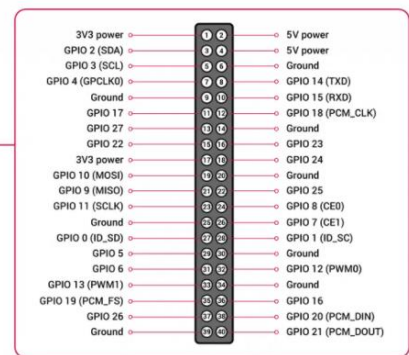 3V3 power 1 2 5V power
GPIO 2 (SDA) 3 4 5V power
GPIO 3 (SCL) 5 6 Ground
GPIO 4 (GPCLK0) 7 8 GPIO 14 (TXD)
Ground 9 10 GPIO 15 (RXD)
GPIO 17 11 12 GPIO 18 (PCM_CLK)
GPIO 27 13 14 Ground
GPIO 22 15 16 GPIO 23
3V3 power 17 18 GPIO 24
GPIO 10 (MOSI) 19 20 Ground
GPIO 9 (MISO) 21 22 GPIO 25
GPIO 11 (SCLK) 23 24 GPIO 8 (CE0)
Ground 25 26 GPIO 7 (CE1)
GPIO 0 (ID_SD) 27 28 GPIO 1 (ID_SC)
GPIO 5 29 30 Ground
GPIO 6 31 32 GPIO 12 (PWM0)
GPIO 13 (PWM1) 33 34 Ground
GPIO 19 (PCM_FS) 35 36 GPIO 16
GPIO 26 37 38 GPIO 20 (PCM_DIN)
Ground 39 40 GPIO 21 (PCM_DOUT)